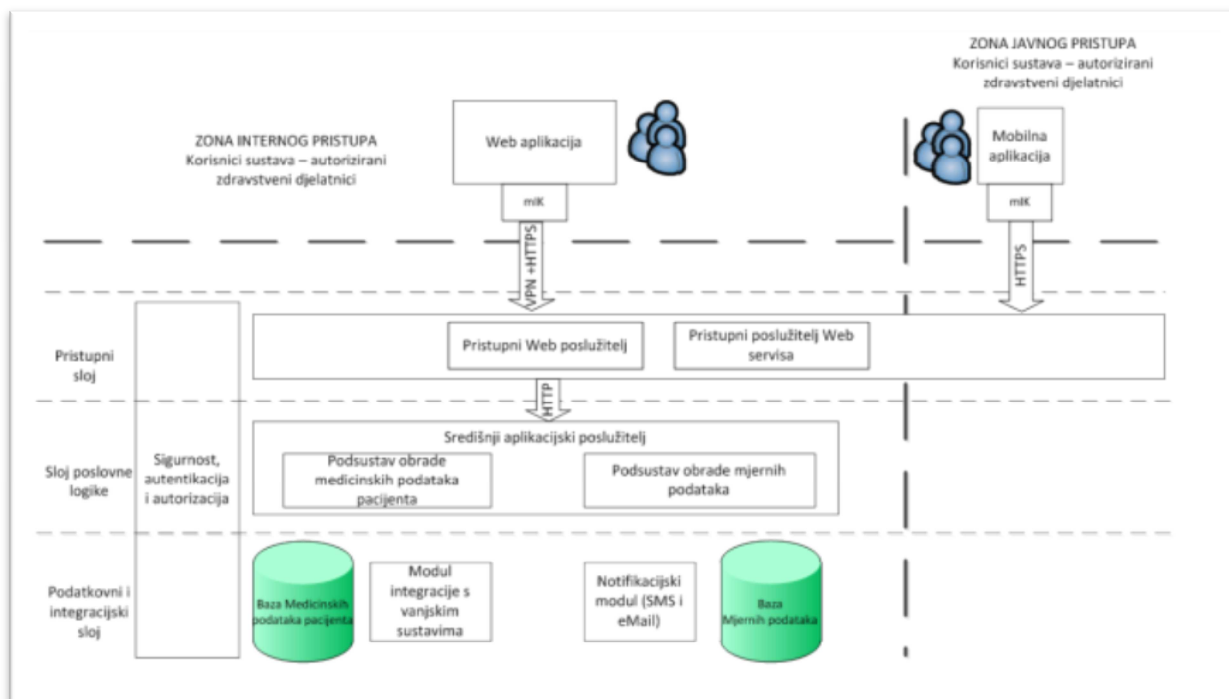 ZONA JAVNOG PRISTUPA
Korisnici sustava – autorizirani
zdravstveni djelatnici
ZONA INTERNOG PRISTUPA
Korisnici sustava – autorizirani
zdravstveni djelatnici
Web aplikacija
mIK
Mobilna
aplikacija
mIK
VPN +HTTPS
HTTPS
Pristupni
sloj
Pristupni Web poslužitelj
Pristupni poslužitelj Web
servisa
HTTP
Sloj poslovne
logike
Sigurnost,
autentikacija
i autorizacija
Središnji aplikacijski poslužitelj
Podsustav obrade
medicinskih podataka
pacijenta
Podsustav obrade mjernih
podataka
Podatkovni i
integracijski
sloj
Baza Medicinskih
podataka pacijenta
Modul
integracije s
vanjskim
sustavima
Notifikacijski
modul (SMS i
eMail)
Baza
Mjernih podataka